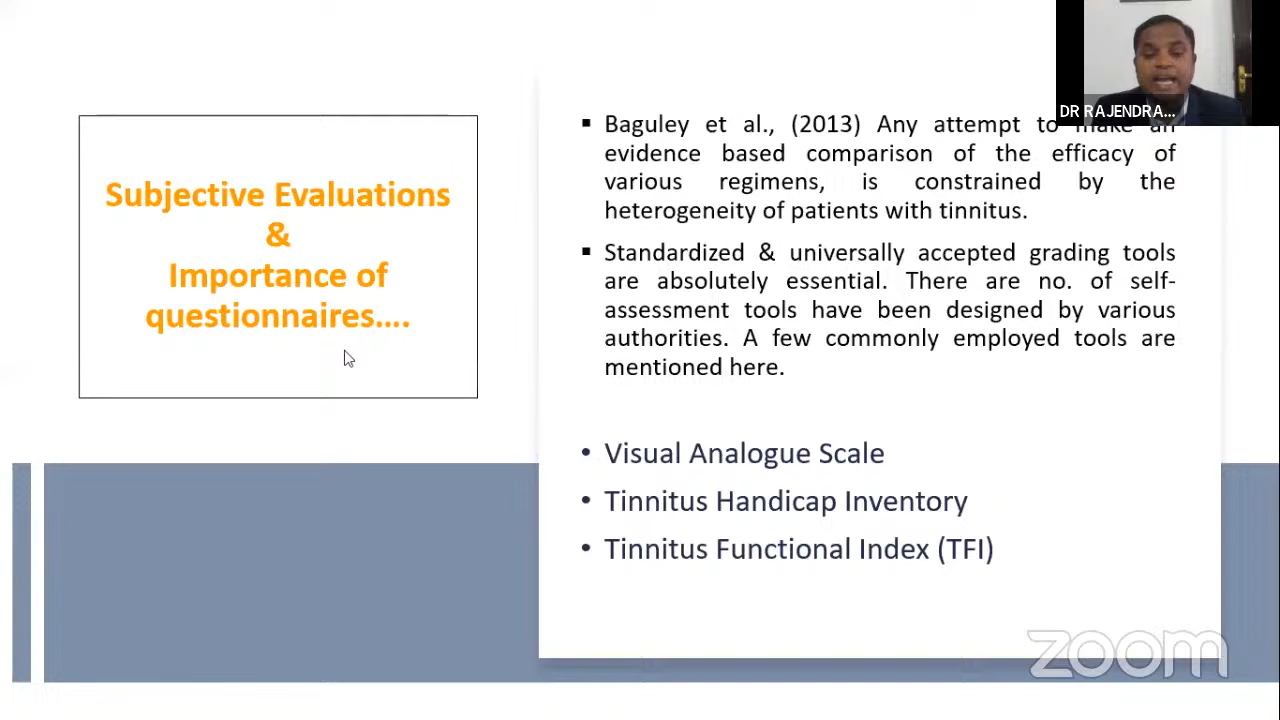 Subjective Evaluations
&
Importance of
questionnaires....
DR RAJENDRA...
▪ Baguley et al., (2013) Any attempt to make an
evidence based comparison of the efficacy of
various regimens, is constrained by the
heterogeneity of patients with tinnitus.
▪ Standardized & universally accepted grading tools
are absolutely essential. There are no. of self-
assessment tools have been designed by various
authorities. A few commonly employed tools are
mentioned here.
• Visual Analogue Scale
• Tinnitus Handicap Inventory
• Tinnitus Functional Index (TFI)
zoom